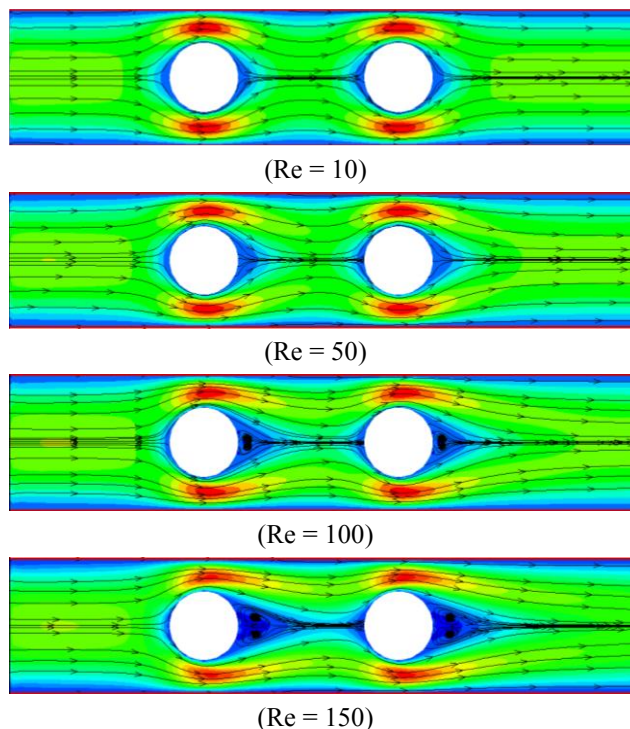 (Re = 10)
(Re = 50)
(Re = 100)
(Re = 150)